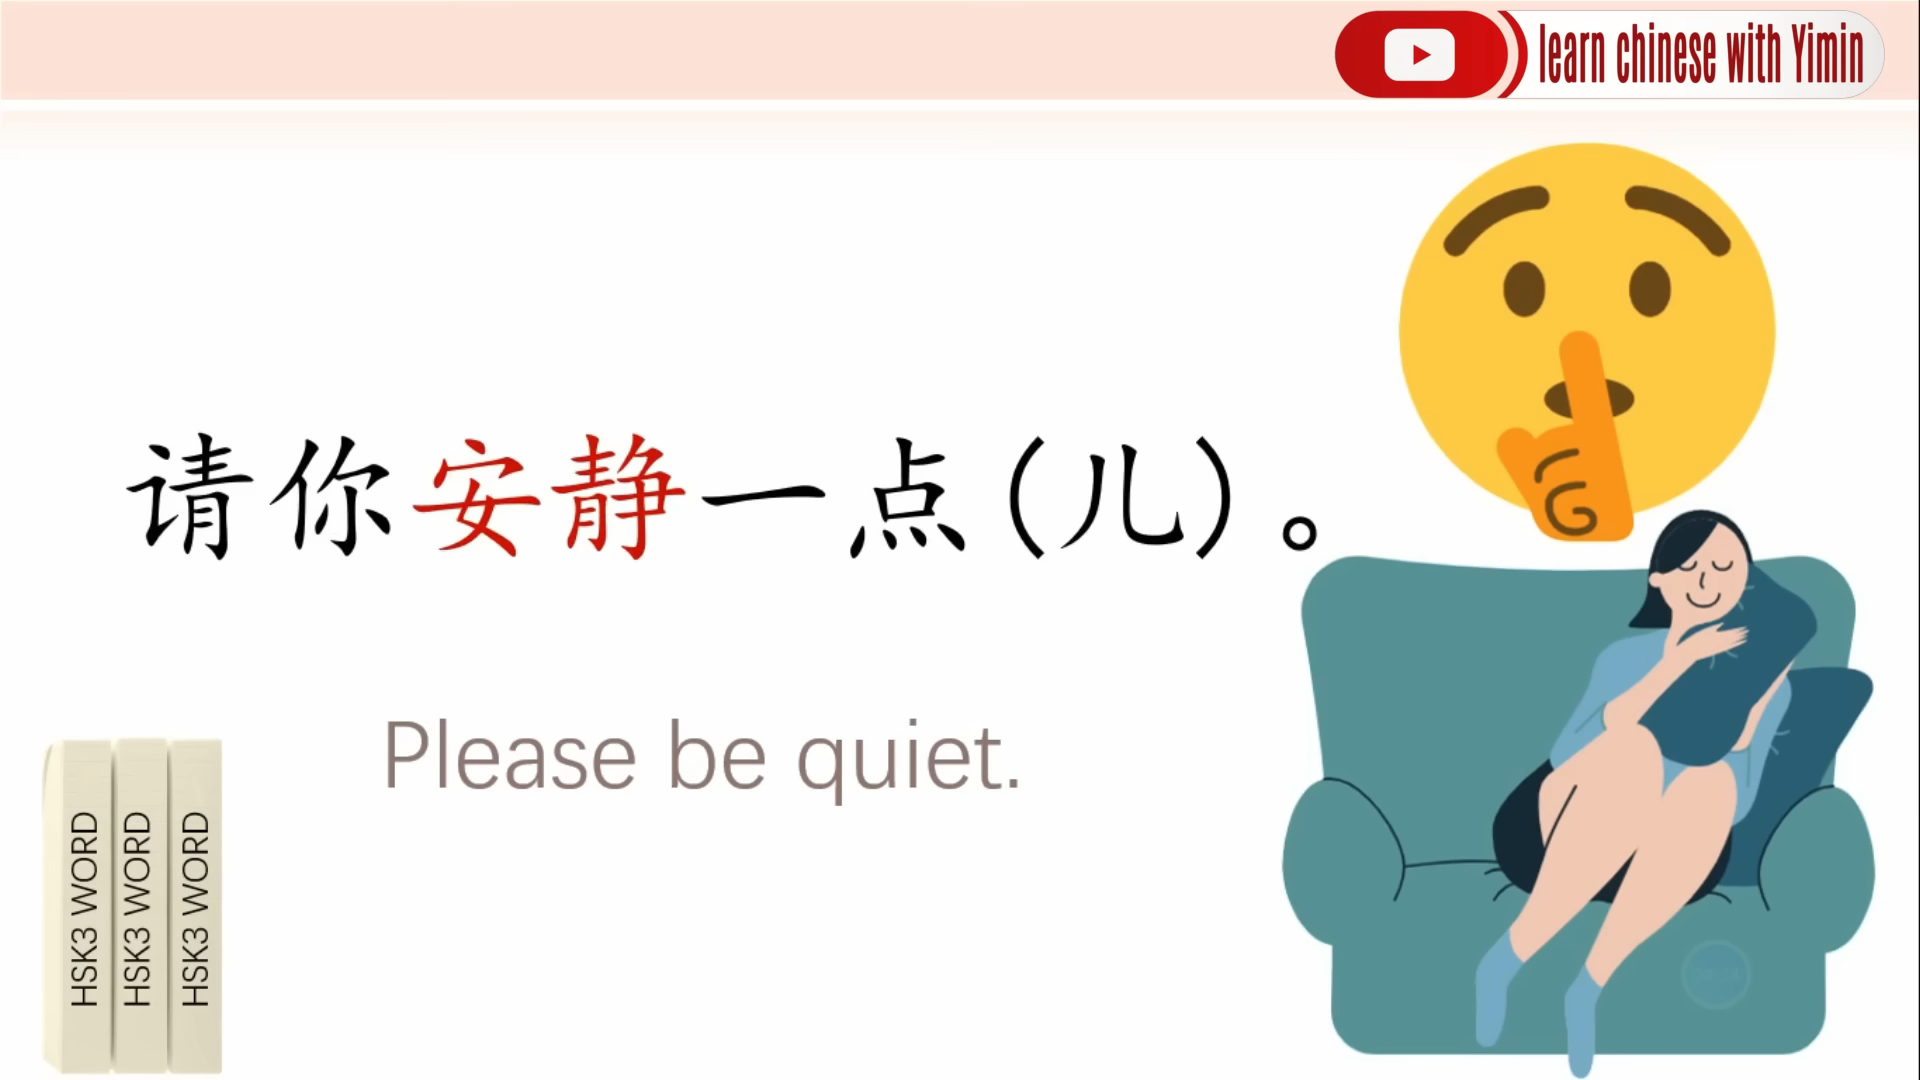 learn chinese with Yimin
请你安静一点(儿)。
Please be quiet.
HSK3 WORD
HSK3 WORD
HSK3 WORD